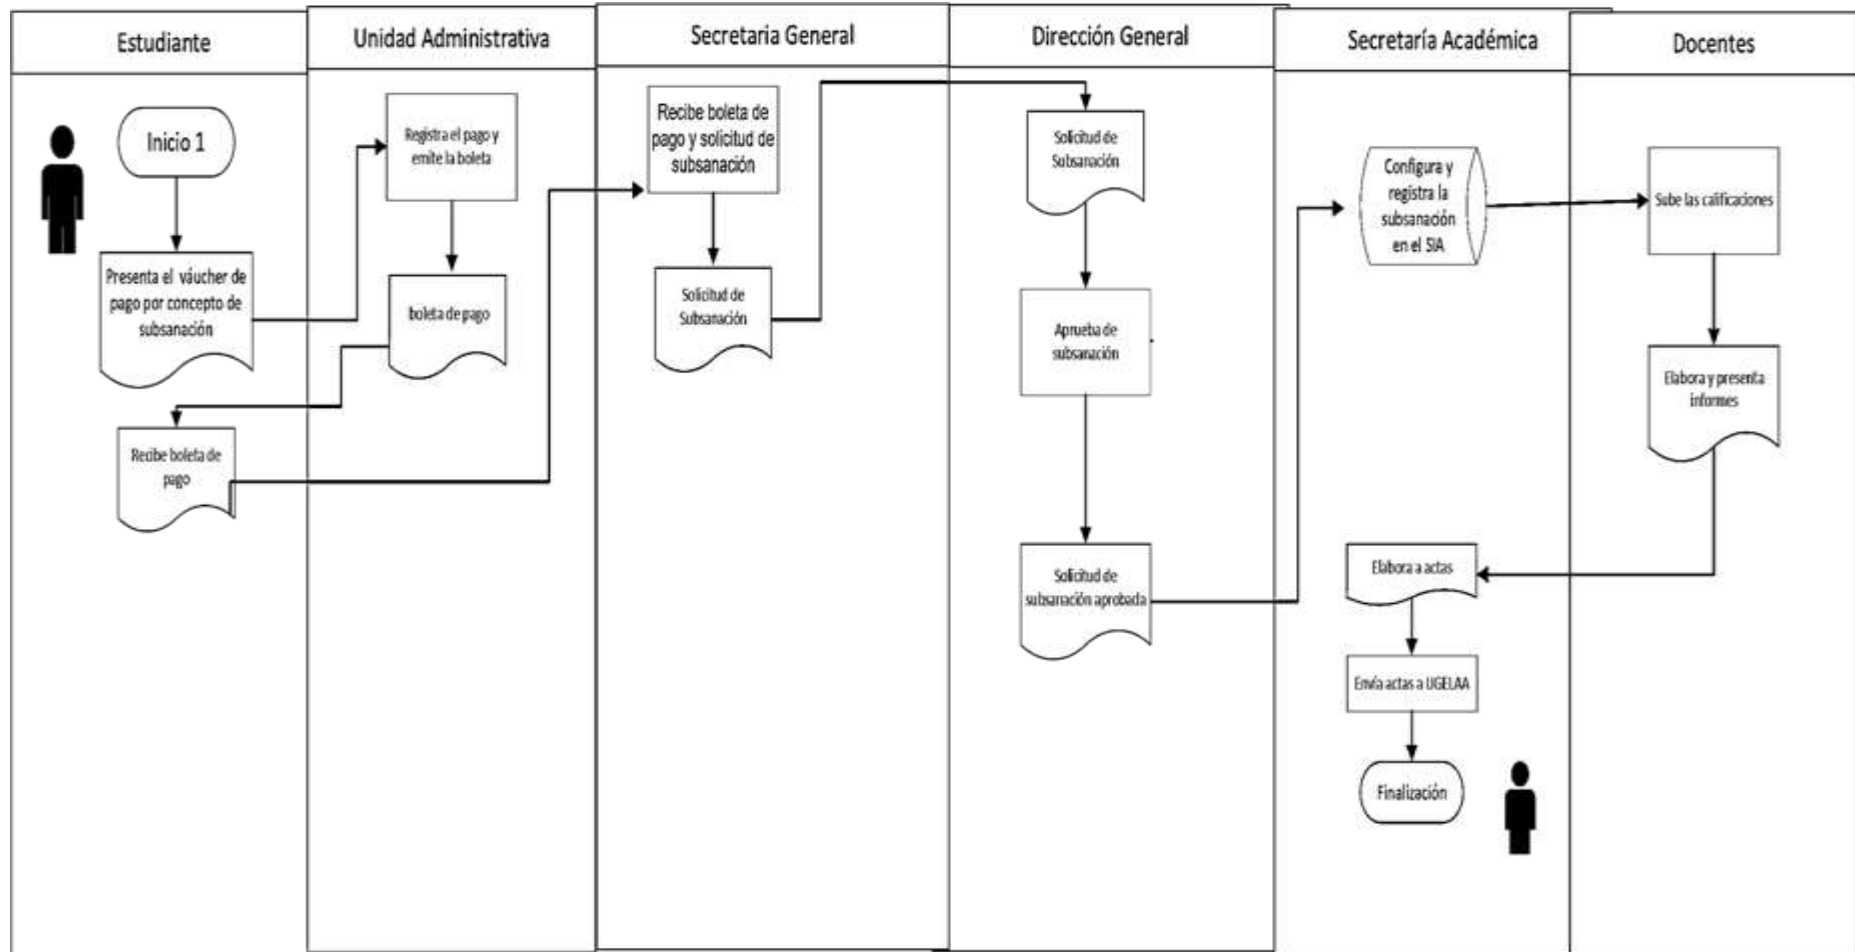 Estudiante
Unidad Administrativa
Secretaria General
Dirección General
Secretaría Académica
Docentes
Inicio 1
Presenta el váucher de
pago por concepto de
subsanación
Recibe boleta de
pago
Registra el pago y
emite la boleta
boleta de pago
Recibe boleta de
pago y solicitud de
subsanación
Solicitud de
Subsanación
Solicitud de
Subsanación
Aprueba de
subsanación
Solicitud de
subsanación aprobada
Configura y
registra la
subsanación
en el SIA
Elabora a actas
Envía actas a UGELAA
Finalización
Sube las calificaciones
Elabora y presenta
informes